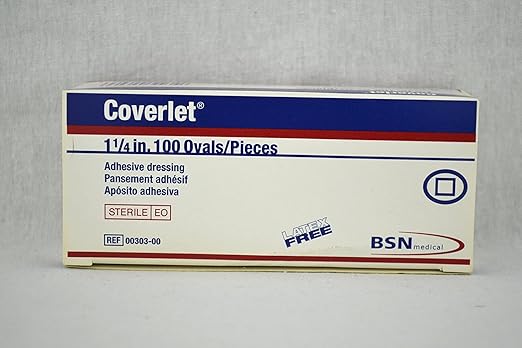 Coverlet
Coverlet®
1 1/4 in. 100 Ovals/Pieces
Adhesive dressing
Pansement adhésif
Apósito adhesiva
STERILE EO
LATEX
FREE
REF 00303-00
BSN medical